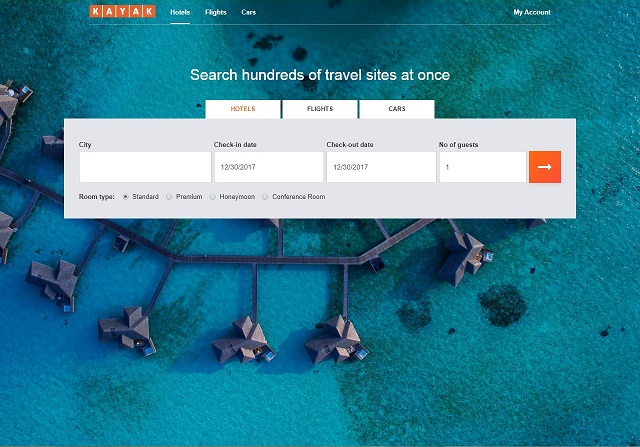 KAYAK Hotels Flights Cars My Account
Search hundreds of travel sites at once
HOTELS FLIGHTS CARS
City Check-in date Check-out date No of guests
12/30/2017 12/30/2017 1
Room type: Standard Premium Honeymoon Conference Room